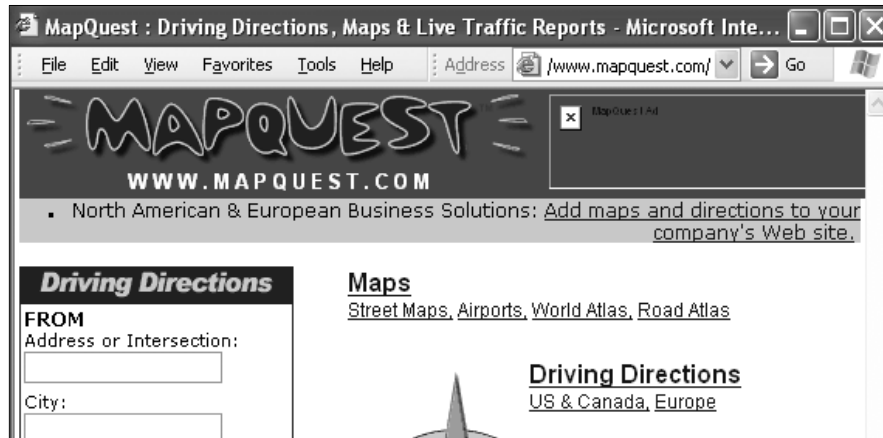 MapQuest : Driving Directions, Maps & Live Traffic Reports - Microsoft Inte...
File Edit View Favorites Tools Help Address /www.mapquest.com/ Go
MAPQUEST
MapQuest Ad
WWW.MAPQUEST.COM
North American & European Business Solutions: Add maps and directions to your
company's Web site.
Driving Directions
FROM
Address or Intersection:
City:
Maps
Street Maps, Airports, World Atlas, Road Atlas
Driving Directions
US & Canada, Europe